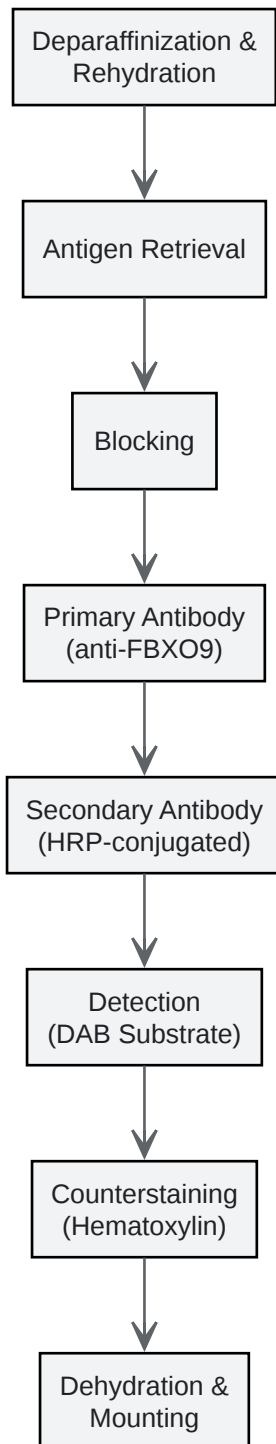 Deparaffinization &
Rehydration
Antigen Retrieval
Blocking
Primary Antibody
(anti-FBXO9)
Secondary Antibody
(HRP-conjugated)
Detection
(DAB Substrate)
Counterstaining
(Hematoxylin)
Dehydration &
Mounting